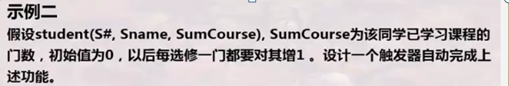 示例二
假设student(S#, Sname, SumCourse), SumCourse为该同学已学习课程的
门数，初始值为0，以后每选修一门都要对其增1 。设计一个触发器自动完成上
述功能。